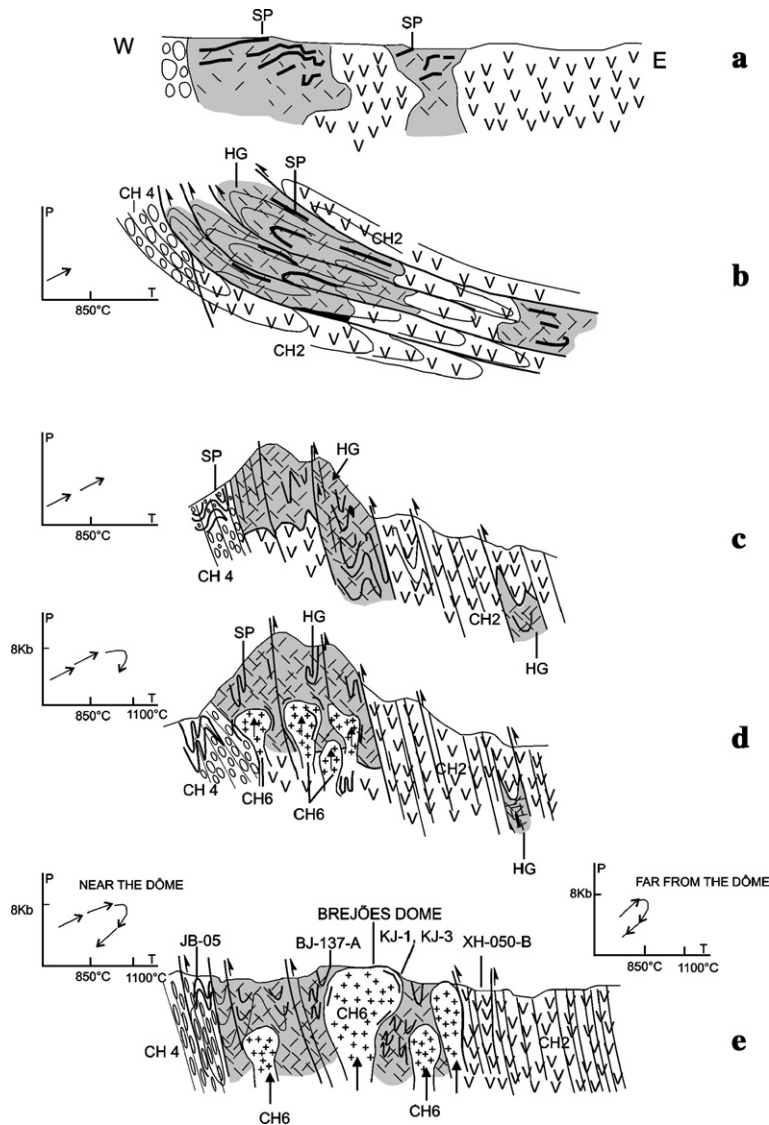 SP SP
W E a
HG
SP
CH 4
P
CH2
850°C T
CH2
b
P
SP HG
850°C T
CH 4
CH2
HG
c
P
8Kb
SP HG
850°C 1100°C T
CH 4
CH6
CH6
CH2
HG
d
P NEAR THE DÔME
8Kb
850°C 1100°C T
P FAR FROM THE DÔME
8Kb
850°C 1100°C T
BREJÕES DOME
JB-05 BJ-137-A KJ-1, KJ-3 XH-050-B
CH 4
CH6
CH2
CH6 CH6
e